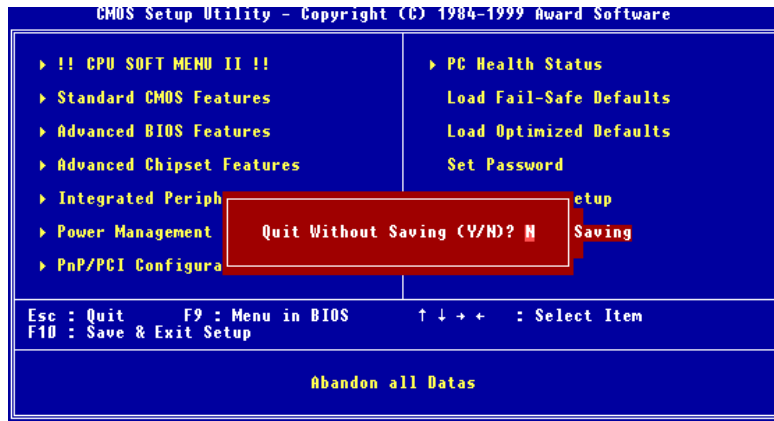 CMOS Setup Utility - Copyright (C) 1984-1999 Award Software
!! CPU SOFT MENU II !!
Standard CMOS Features
Advanced BIOS Features
Advanced Chipset Features
Integrated Periph
Power Management
PnP/PCI Configura
PC Health Status
Load Fail-Safe Defaults
Load Optimized Defaults
Set Password
etup
Saving
Quit Without Saving (Y/N)? N
Esc : Quit F9 : Menu in BIOS ↑ ↓ → ← : Select Item
F10 : Save & Exit Setup
Abandon all Datas